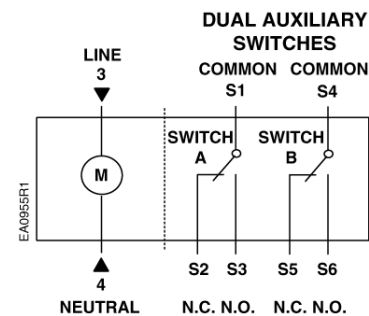 DUAL AUXILIARY
SWITCHES
LINE
3
COMMON COMMON
S1 S4
SWITCH
A
SWITCH
B
M
EA0955R1
4
NEUTRAL
S2 S3 S5 S6
N.C. N.O. N.C. N.O.